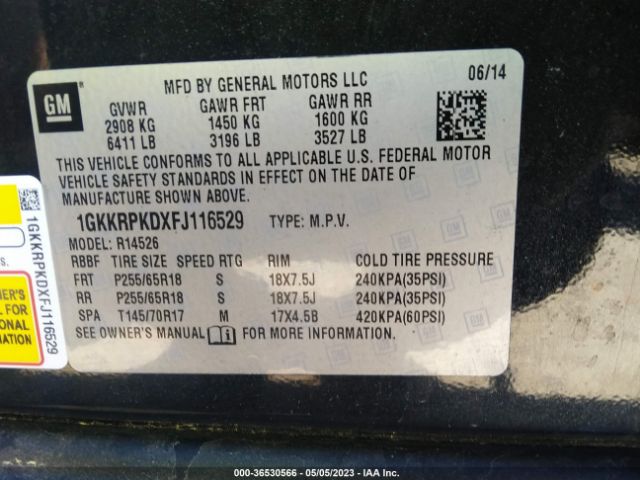 GM
®
MFD BY GENERAL MOTORS LLC
06/14
GVWR GAWR FRT GAWR RR
2908 KG 1450 KG 1600 KG
6411 LB 3196 LB 3527 LB
THIS VEHICLE CONFORMS TO ALL APPLICABLE U.S. FEDERAL MOTOR
VEHICLE SAFETY STANDARDS IN EFFECT ON THE DATE OF
MANUFACTURE SHOWN ABOVE.
1GKKRPKDXFJ116529 TYPE: M.P.V.
MODEL: R14526
RBBF TIRE SIZE SPEED RTG RIM COLD TIRE PRESSURE
FRT P255/65R18 S 18X7.5J 240KPA(35PSI)
RR P255/65R18 S 18X7.5J 240KPA(35PSI)
SPA T145/70R17 M 17X4.5B 420KPA(60PSI)
SEE OWNER'S MANUAL FOR MORE INFORMATION.
1GKKRPKDXFJ116529
ER'S
L FOR
ONAL
TION
000-36530566 - 05/05/2023 - IAA Inc.